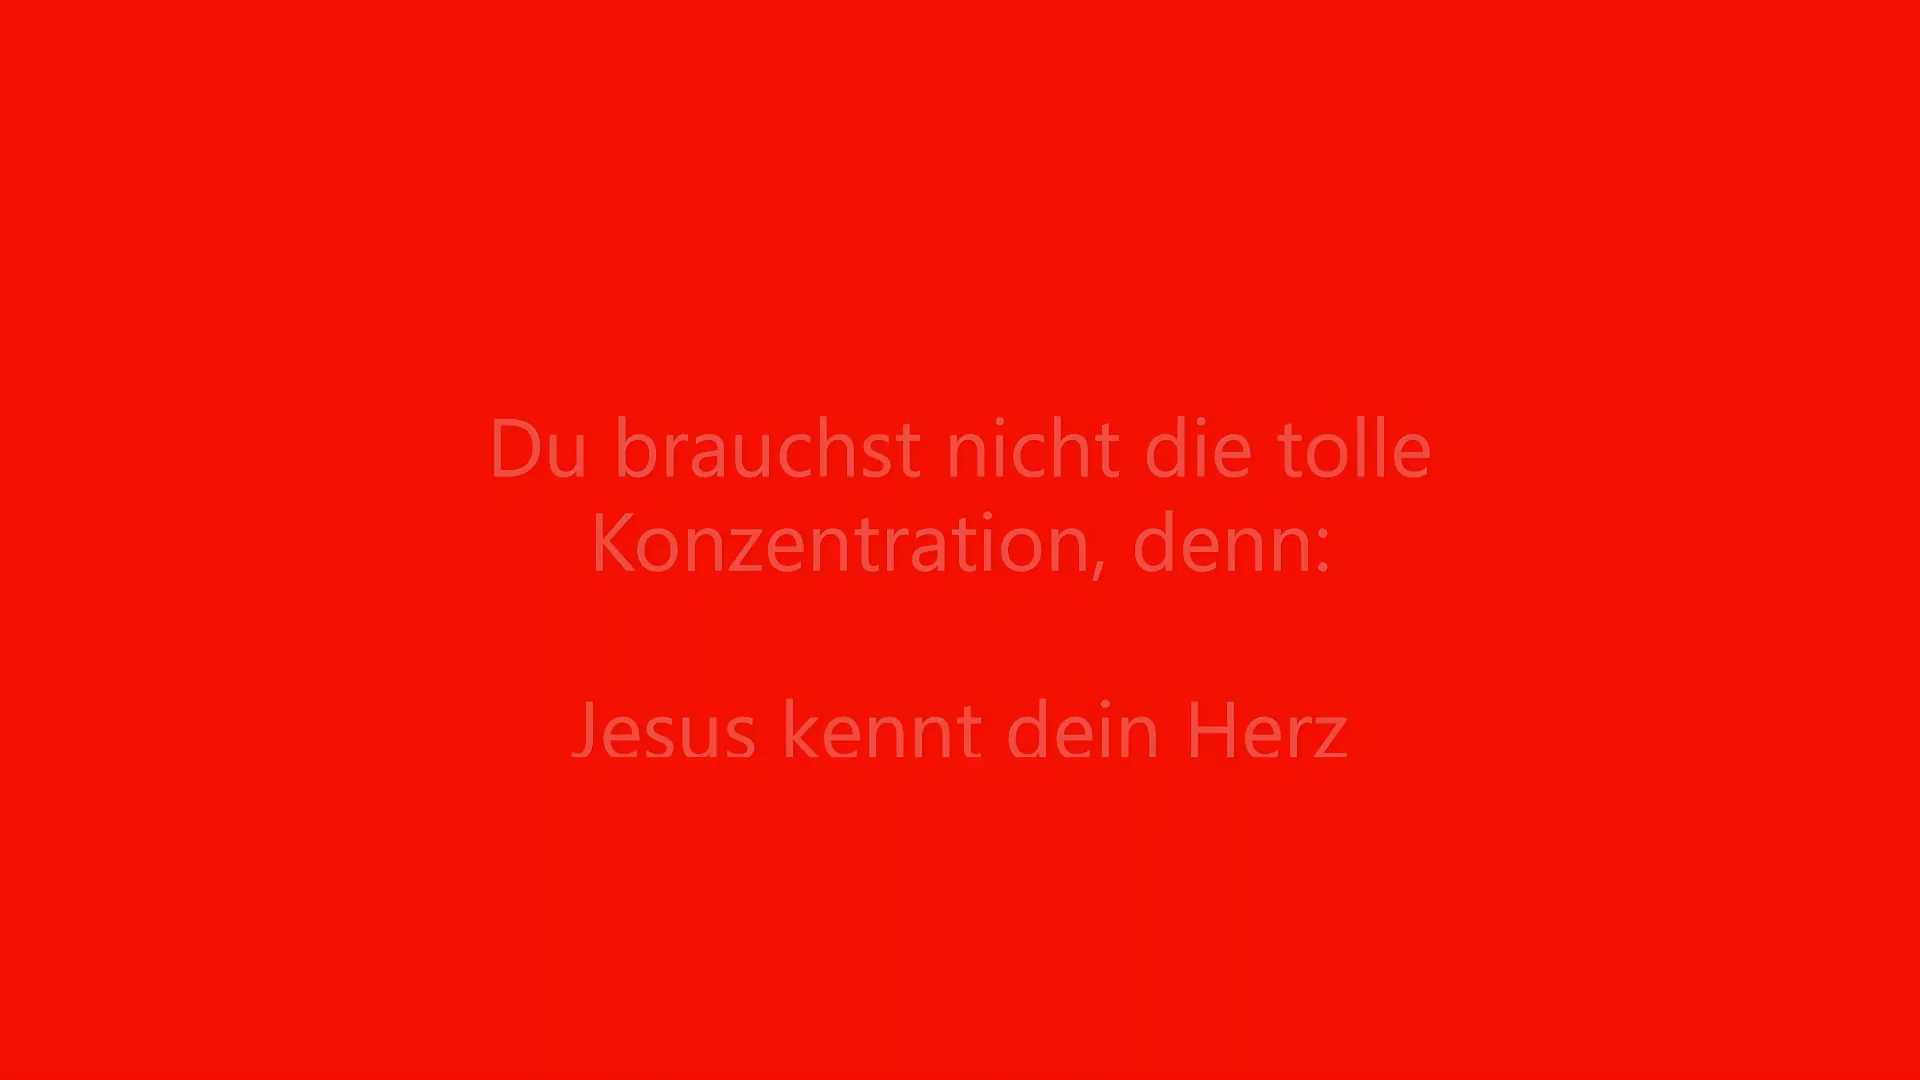 Du brauchst nicht die tolle
Konzentration, denn:
Jesus kennt dein Herz